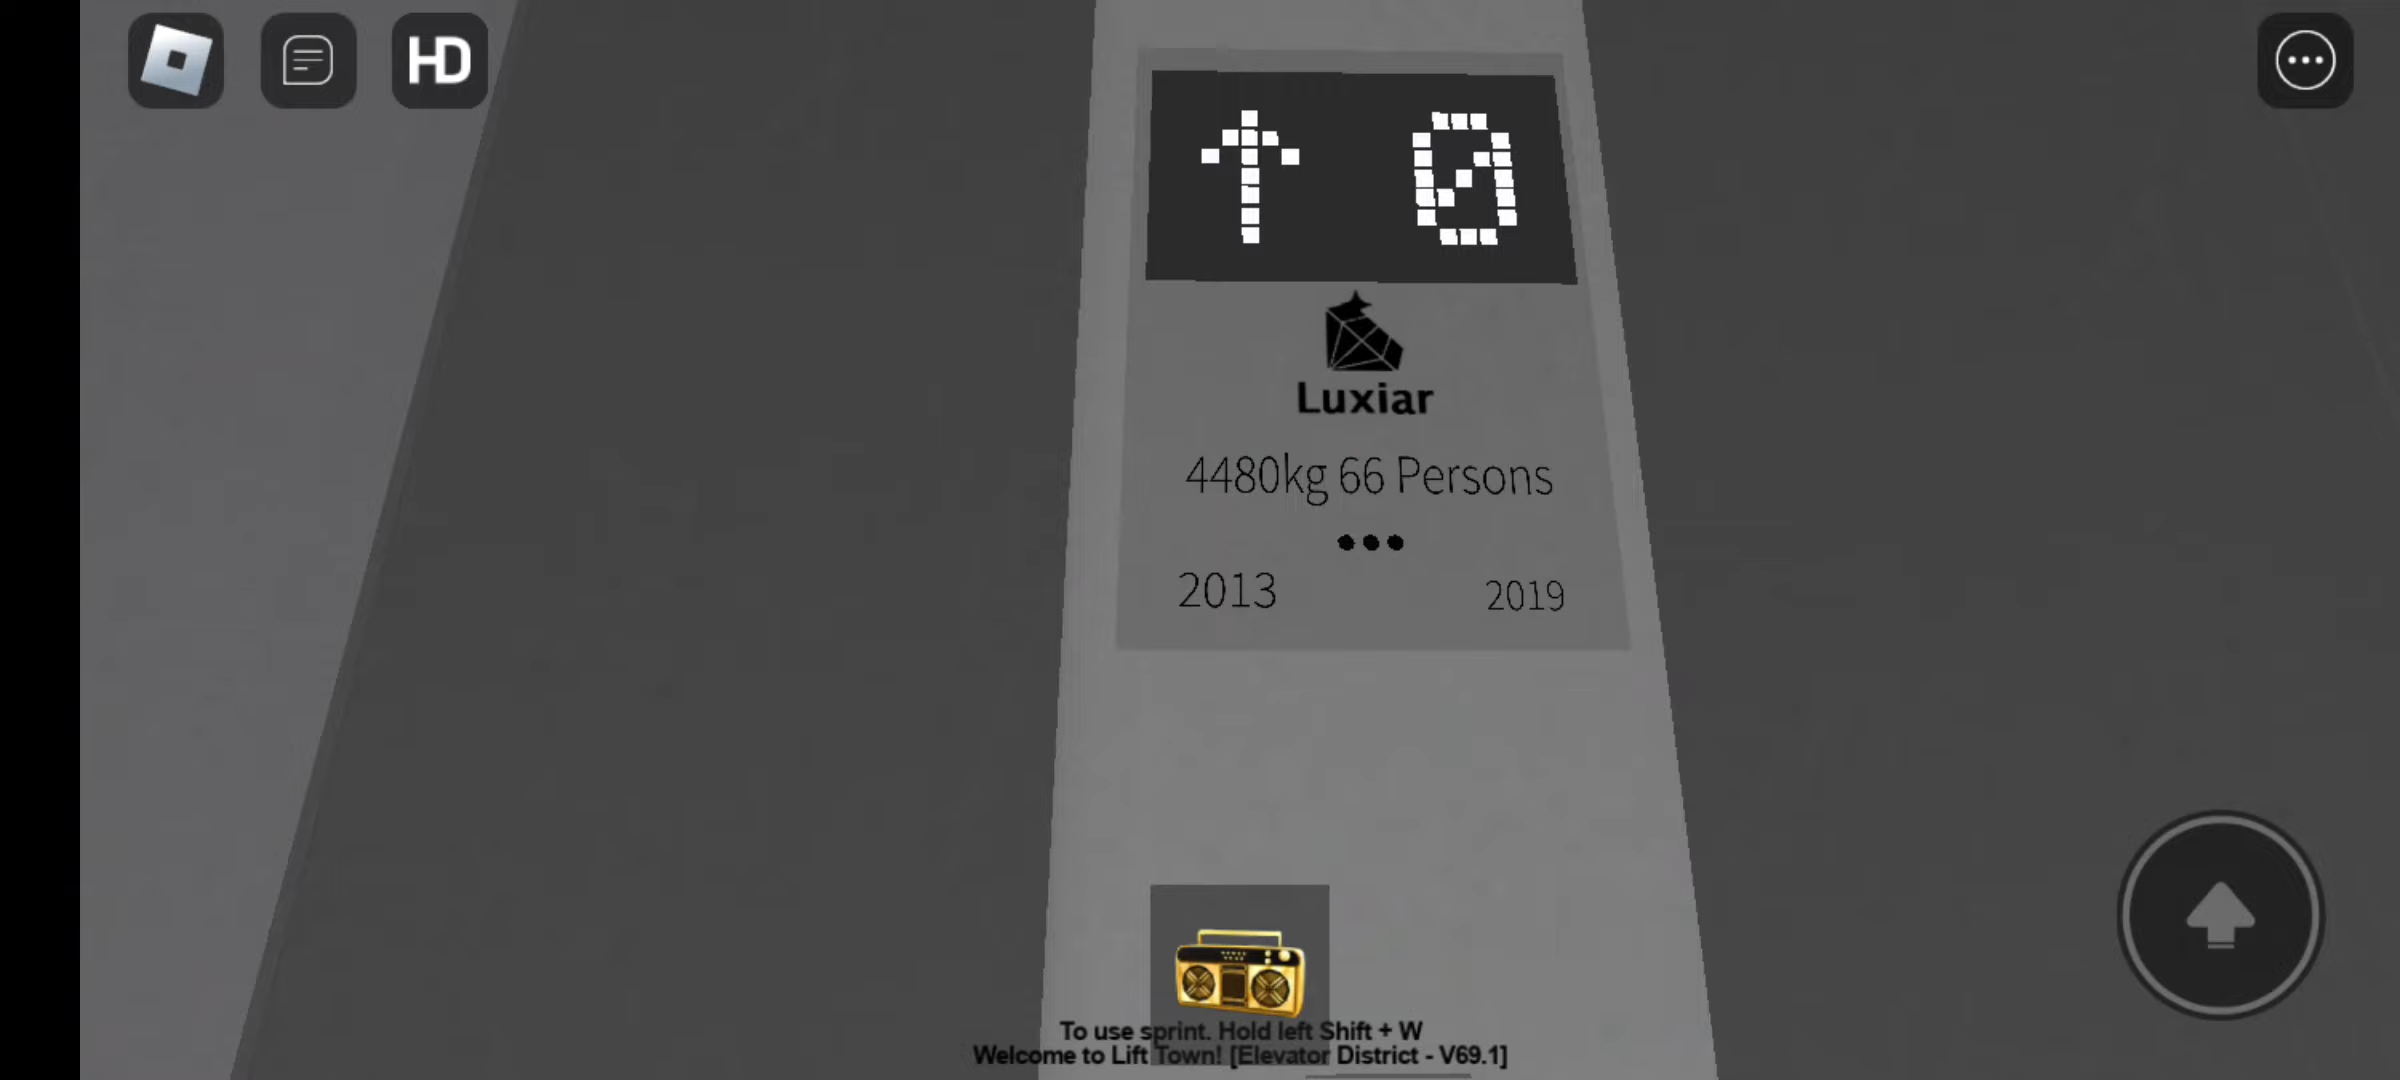 HD
↑ 0
Luxiar
4480kg 66 Persons
•••
2013 2019
To use sprint. Hold left Shift + W
Welcome to Lift Town! [Elevator District - V69.1]